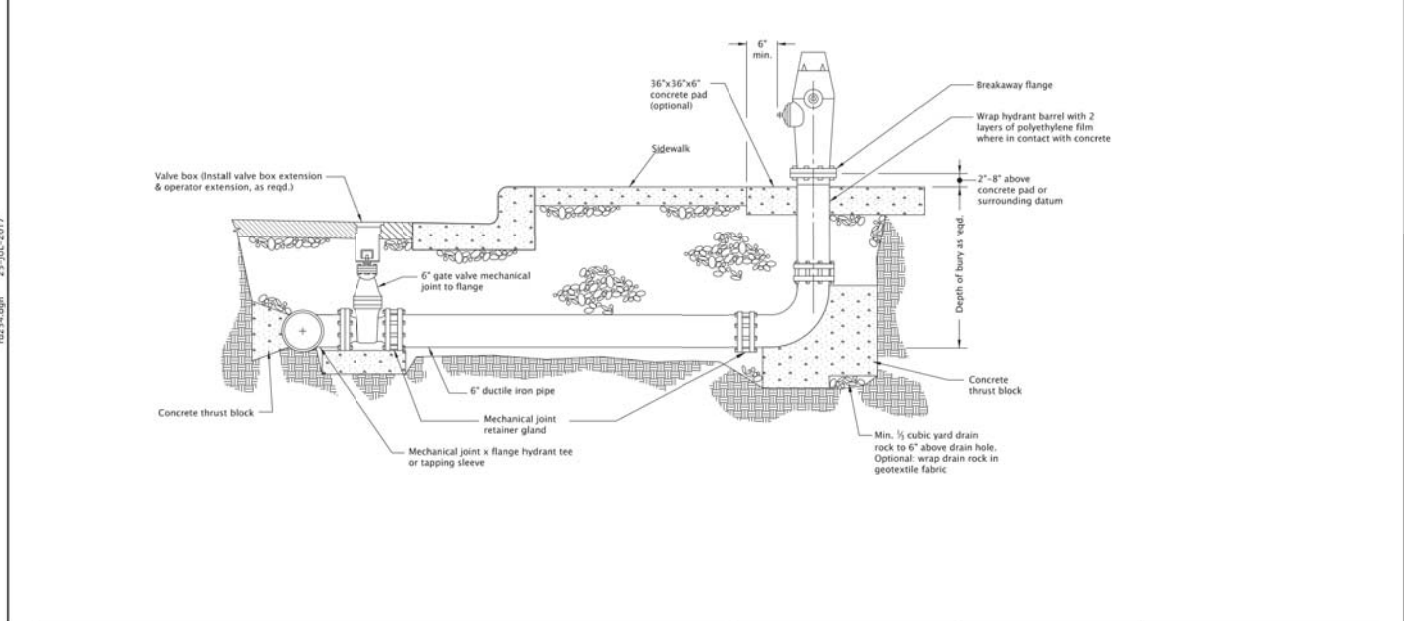 6"
min.
36"x36"x6"
concrete pad
(optional)
Breakaway flange
Wrap hydrant barrel with 2
layers of polyethylene film
where in contact with concrete
Sidewalk
Valve box (Install valve box extension
& operator extension, as reqd.)
2"-8" above
concrete pad or
surrounding datum
Depth of bury as reqd.
6" gate valve mechanical
joint to flange
6" ductile iron pipe
Concrete
thrust block
Concrete thrust block
Mechanical joint
retainer gland
Min. ⅓ cubic yard drain
rock to 6" above drain hole.
Optional: wrap drain rock in
geotextile fabric
Mechanical joint x flange hydrant tee
or tapping sleeve